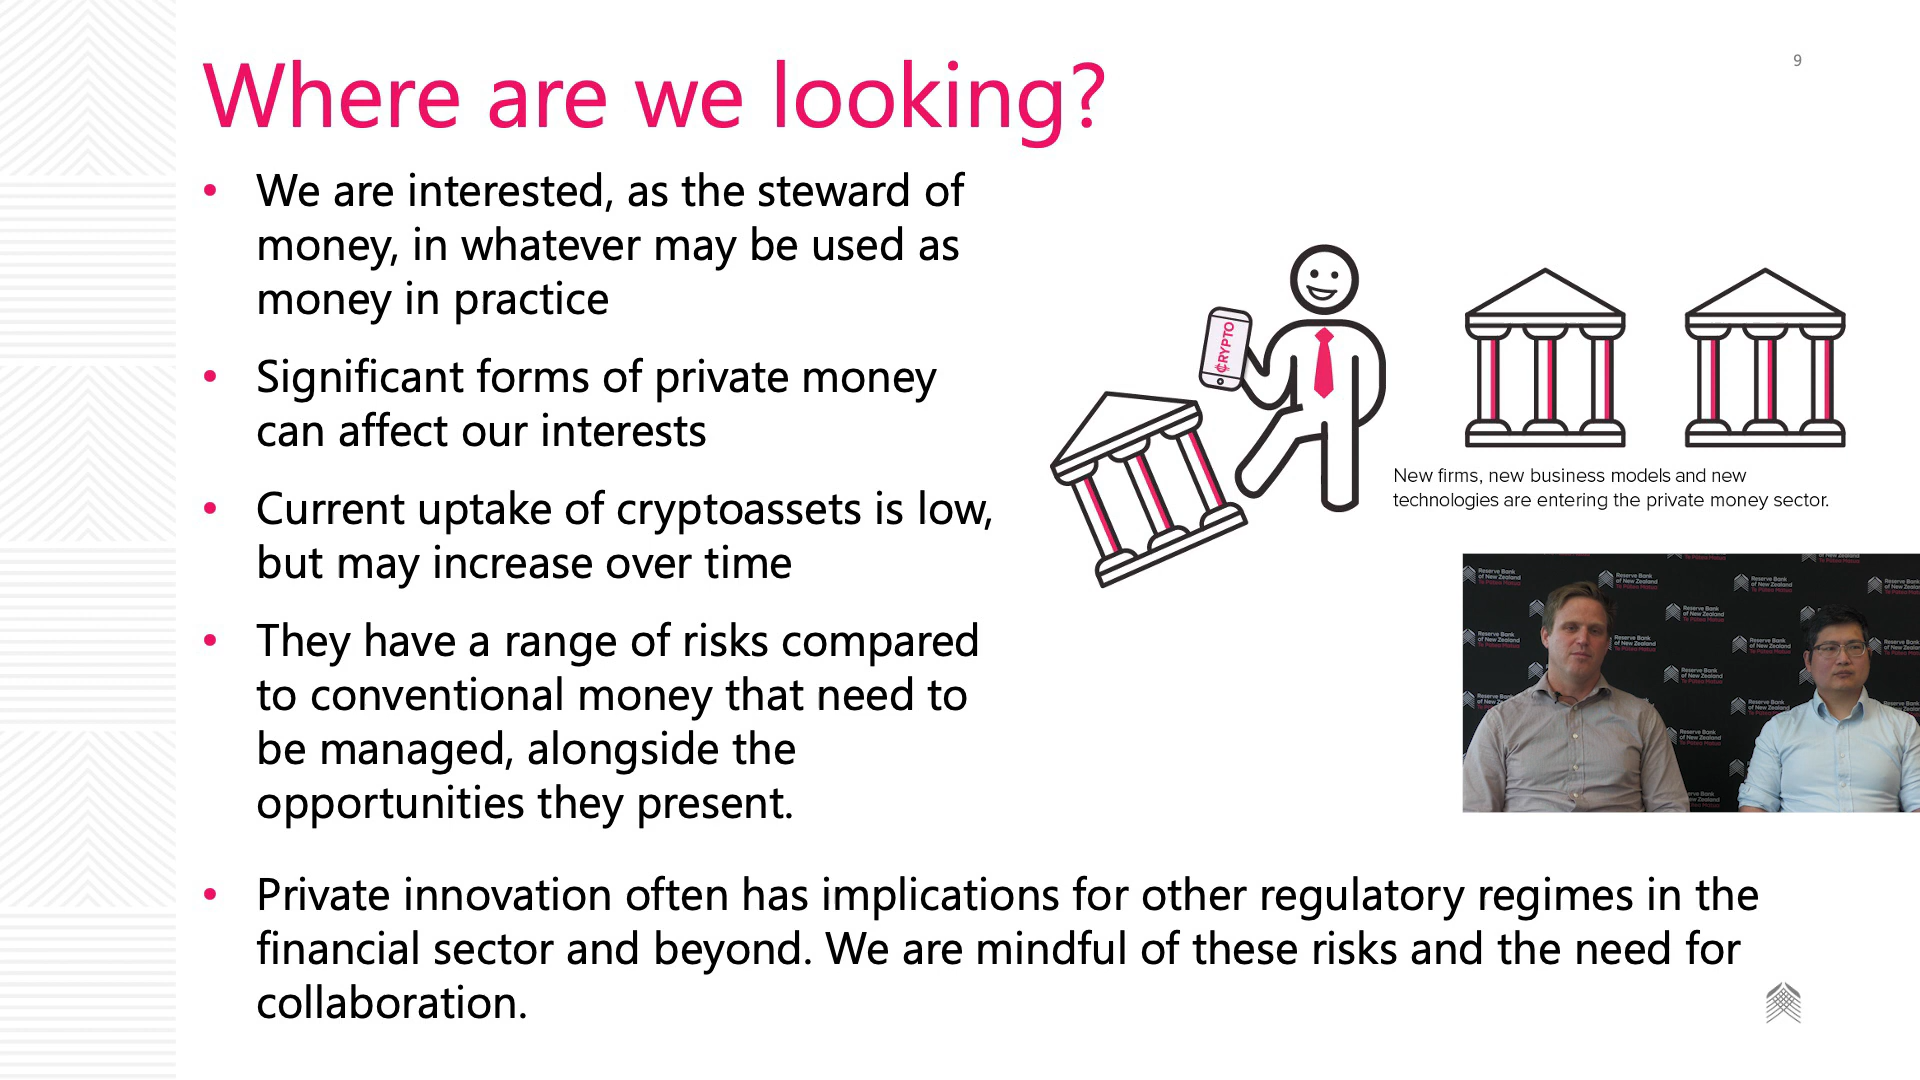 9
Where are we looking?
• We are interested, as the steward of
money, in whatever may be used as
money in practice
• Significant forms of private money
can affect our interests
• Current uptake of cryptoassets is low,
but may increase over time
• They have a range of risks compared
to conventional money that need to
be managed, alongside the
opportunities they present.
• Private innovation often has implications for other regulatory regimes in the
financial sector and beyond. We are mindful of these risks and the need for
collaboration.
₵RYPTO
New firms, new business models and new
technologies are entering the private money sector.
Reserve Bank
of New Zealand
Te Pūtea Matua